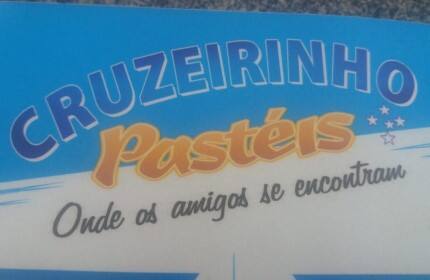 CRUZEIRINHO
Pastéis
Onde os amigos se encontram